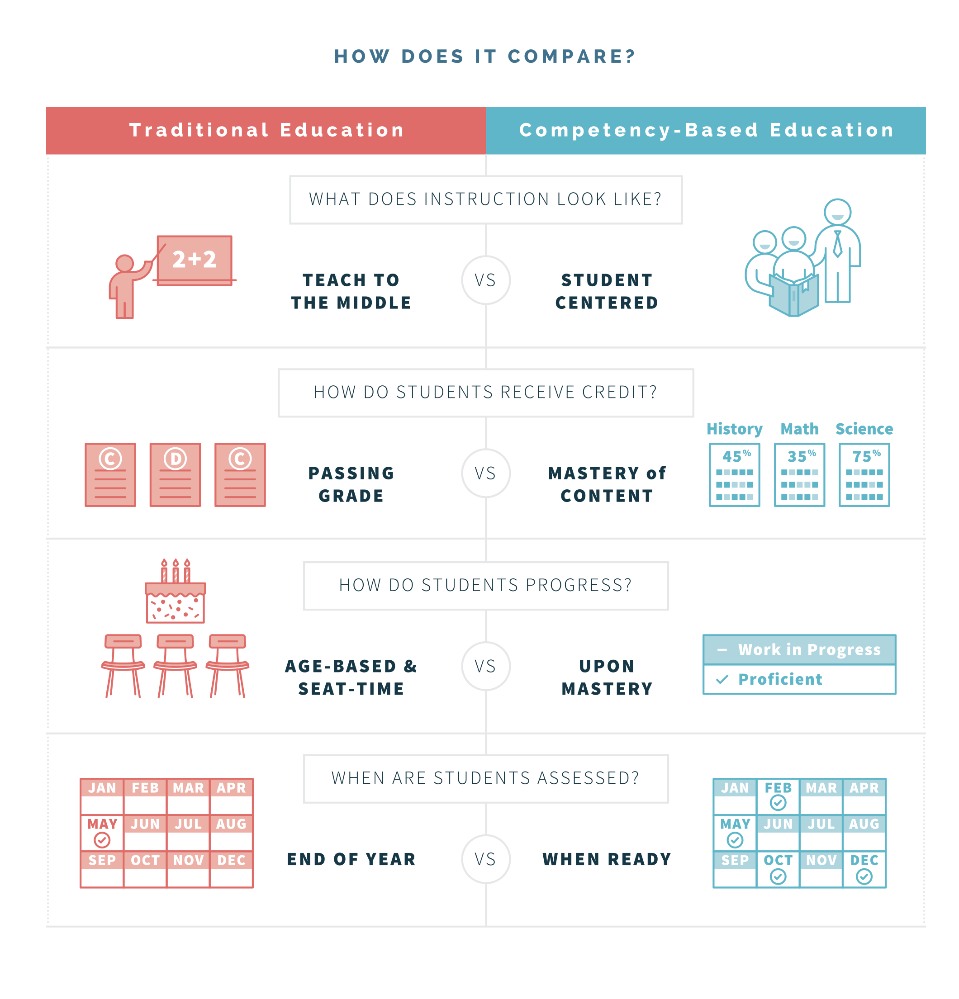 HOW DOES IT COMPARE?
Traditional Education
Competency-Based Education
WHAT DOES INSTRUCTION LOOK LIKE?
2+2
TEACH TO
THE MIDDLE
VS
STUDENT
CENTERED
HOW DO STUDENTS RECEIVE CREDIT?
C
D
C
PASSING
GRADE
VS
MASTERY of
CONTENT
History
Math
Science
45%
35%
75%
HOW DO STUDENTS PROGRESS?
AGE-BASED &
SEAT-TIME
VS
UPON
MASTERY
– Work in Progress
✓ Proficient
WHEN ARE STUDENTS ASSESSED?
JAN FEB MAR APR
MAY JUN JUL AUG
SEP OCT NOV DEC
END OF YEAR
VS
WHEN READY
JAN FEB MAR APR
MAY JUN JUL AUG
SEP OCT NOV DEC